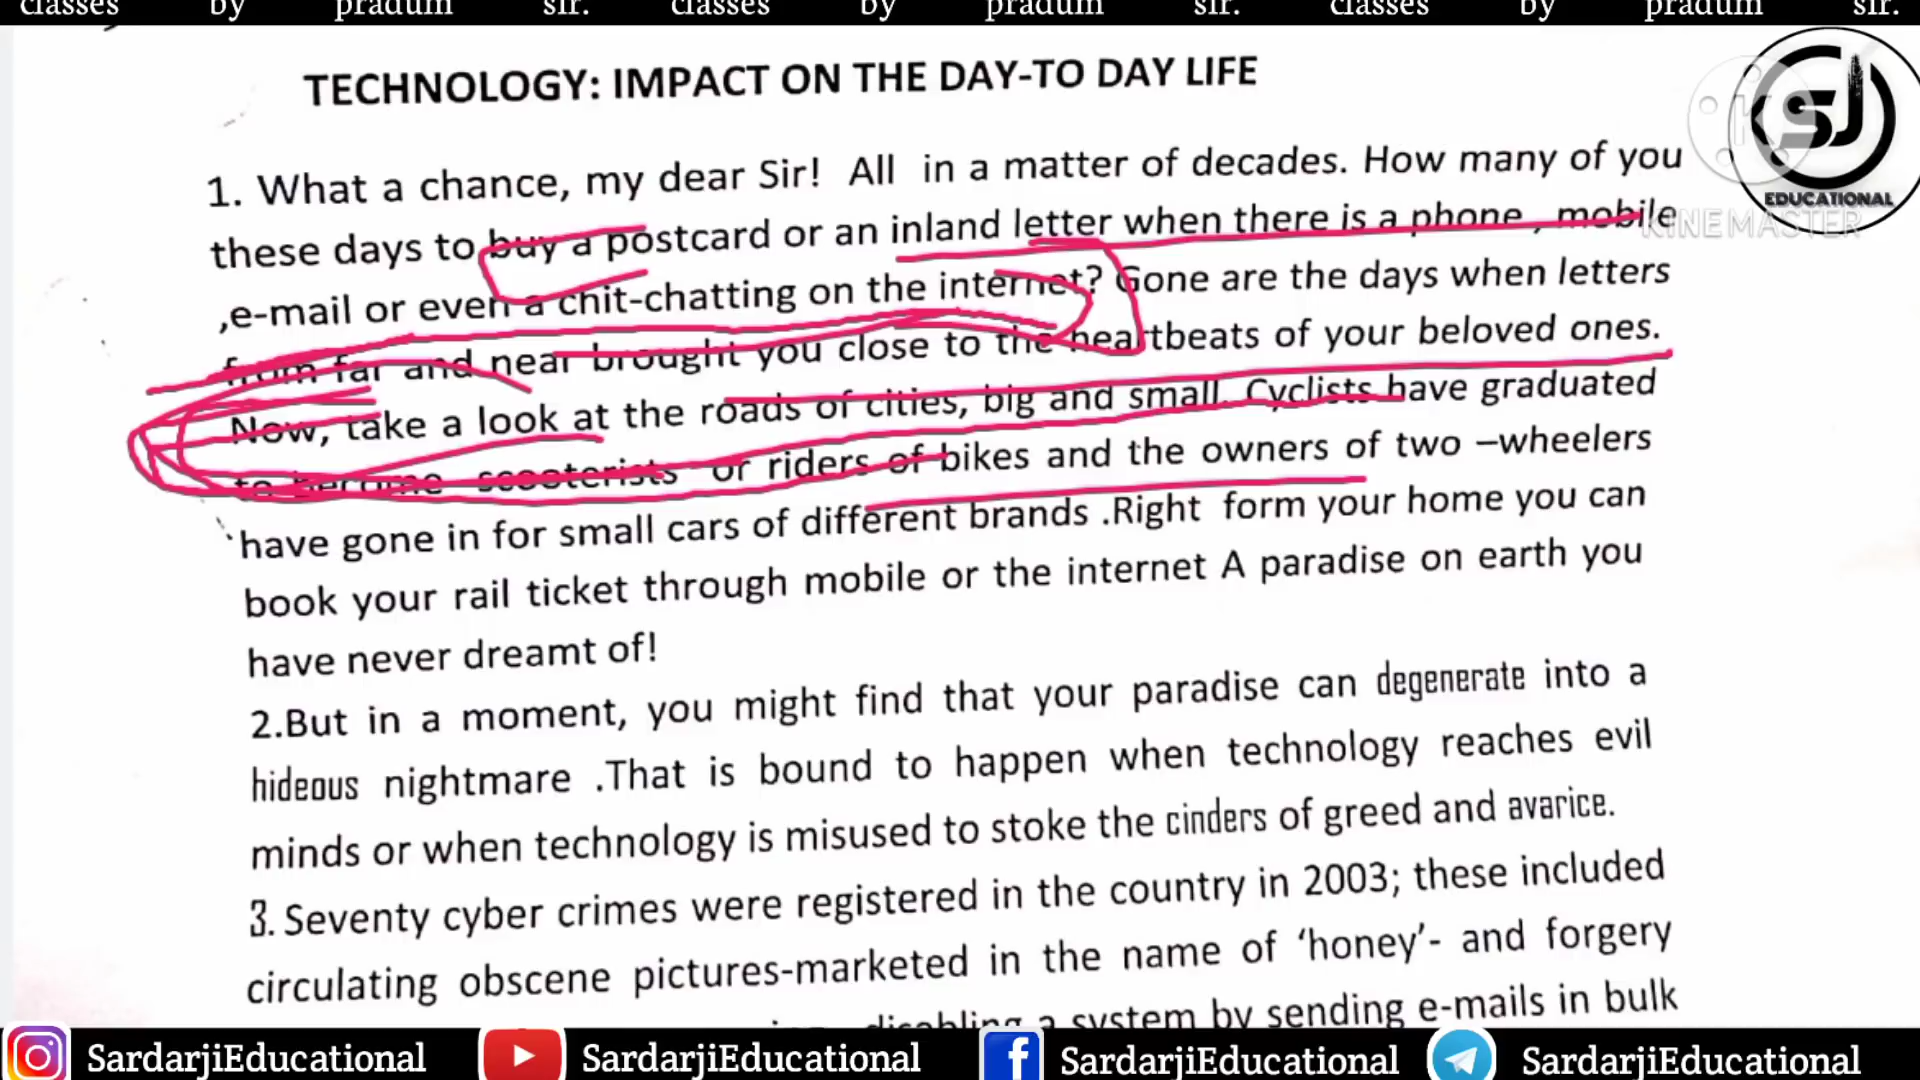 classes by pradum sir. classes by pradum sir. classes by pradum sir.
TECHNOLOGY: IMPACT ON THE DAY-TO DAY LIFE
SJ
EDUCATIONAL
KINEMASTER
1. What a chance, my dear Sir! All in a matter of decades. How many of you
these days to buy a postcard or an inland letter when there is a phone , mobile
,e-mail or even a chit-chatting on the internet? Gone are the days when letters
from far and near brought you close to the heartbeats of your beloved ones.
Now, take a look at the roads of cities, big and small. Cyclists have graduated
to become scooterists or riders of bikes and the owners of two –wheelers
have gone in for small cars of different brands .Right form your home you can
book your rail ticket through mobile or the internet A paradise on earth you
have never dreamt of!
2.But in a moment, you might find that your paradise can degenerate into a
hideous nightmare .That is bound to happen when technology reaches evil
minds or when technology is misused to stoke the cinders of greed and avarice.
3. Seventy cyber crimes were registered in the country in 2003; these included
circulating obscene pictures-marketed in the name of ‘honey’- and forgery
disabling a system by sending e-mails in bulk
SardarjiEducational SardarjiEducational SardarjiEducational SardarjiEducational